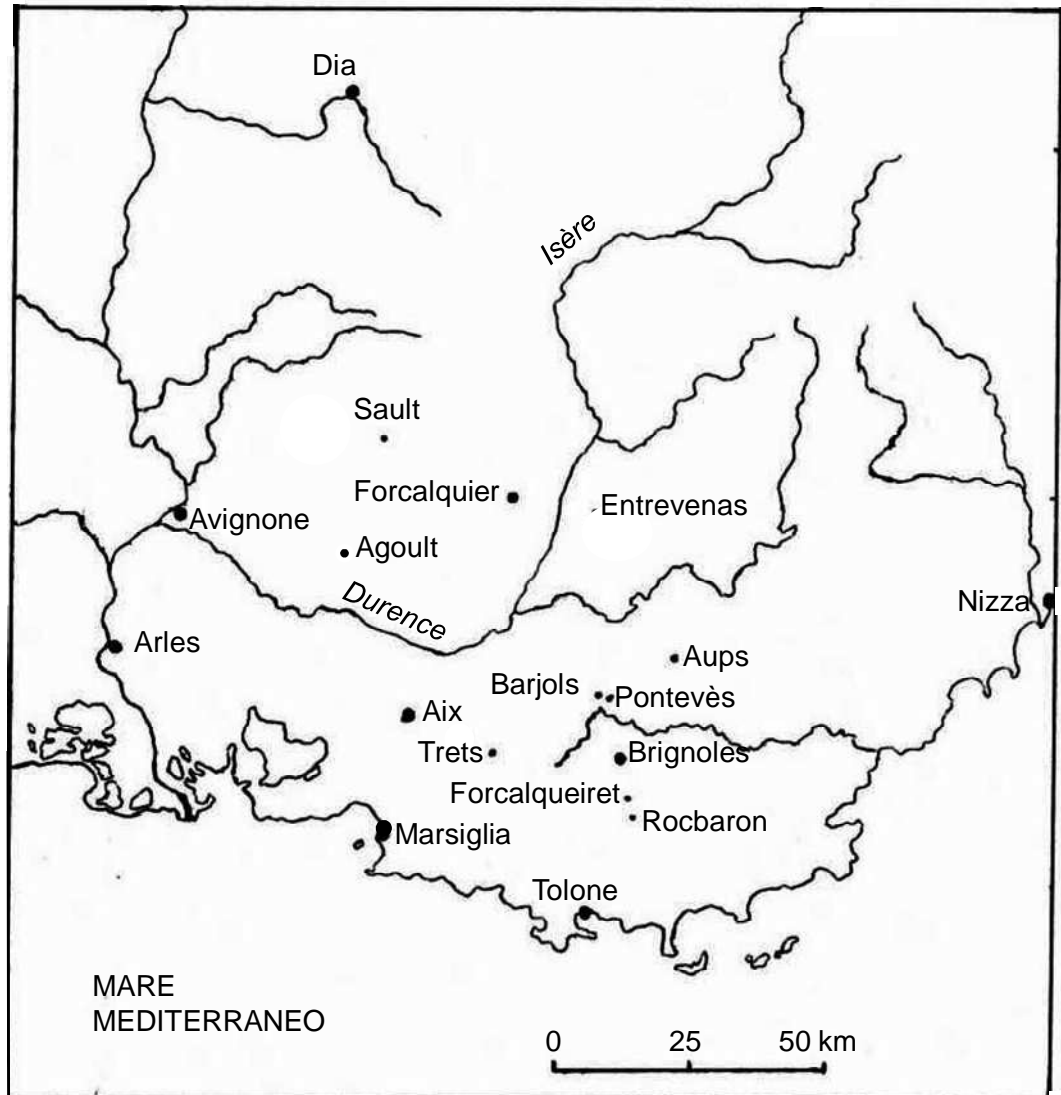 Dia
Isère
Sault
Forcalquier
Entrevenas
Avignone
Agoult
Durence
Nizza
Arles
Aups
Barjols
Pontevès
Aix
Trets
Brignoles
Forcalqueiret
Rocbaron
Marsiglia
Tolone
MARE
MEDITERRANEO
0 25 50 km